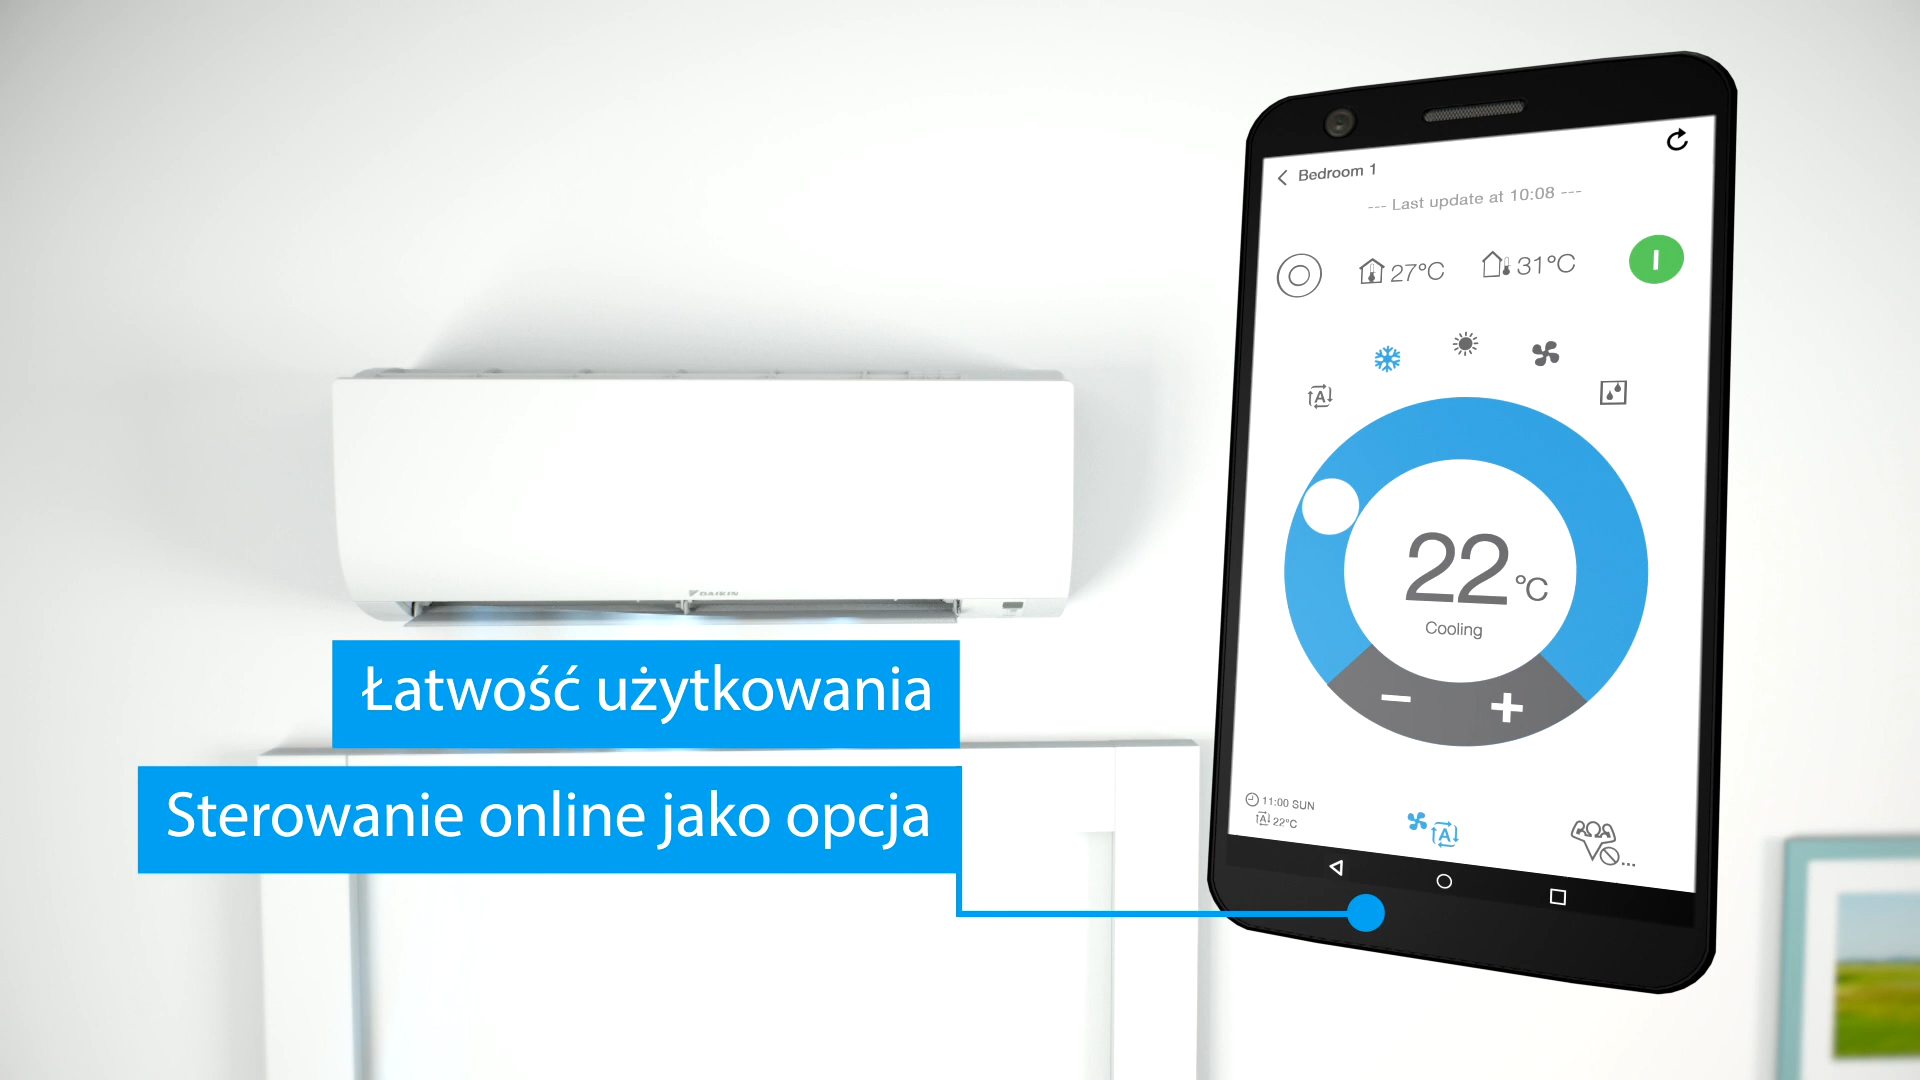 Bedroom 1
--- Last update at 10:08 ---
27°C
31°C
A
22 °C
Cooling
11:00 SUN
A 22°C
A
DAIKIN
Łatwość użytkowania
Sterowanie online jako opcja